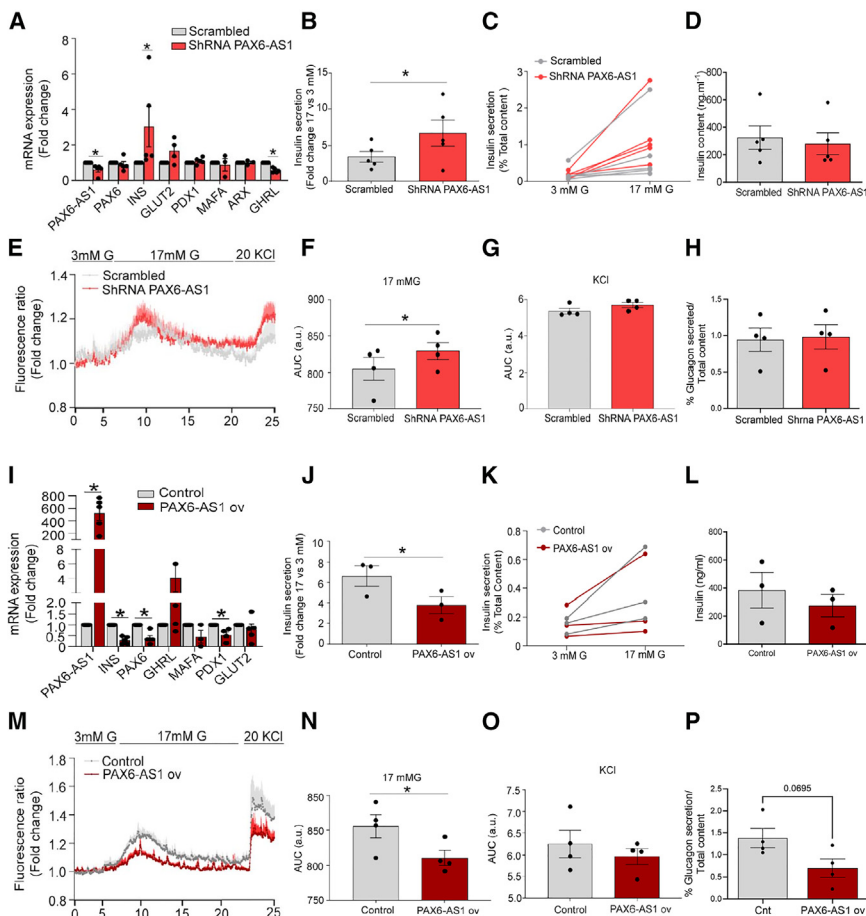 A
Scrambled
ShRNA PAX6-AS1
mRNA expression
(Fold change)
10
8
6
4
2
0
*
*
*
PAX6-AS1
PAX6
INS
GLUT2
PDX1
MAFA
ARX
GHRL
B
Insulin secretion
(Fold change 17 vs 3 mM)
15
10
5
0
*
Scrambled
ShRNA PAX6-AS1
C
Scrambled
ShRNA PAX6-AS1
Insulin secretion
(% Total content )
3
2
1
0
3 mM G
17 mM G
D
Insulin content (ng.ml-1)
800
600
400
200
0
Scrambled
ShRNA PAX6-AS1
E
3mM G
17mM G
20 KCl
Scrambled
ShRNA PAX6-AS1
Fluorescence ratio
(Fold change)
1.4
1.2
1.0
0.8
0
5
10
15
20
25
F
17 mMG
AUC (a.u.)
900
850
800
750
*
Scrambled
ShRNA PAX6-AS1
G
KCl
AUC (a.u.)
6
4
2
0
Scrambled
ShRNA PAX6-AS1
H
% Glucagon secreted/
Total content
1.5
1.0
0.5
0.0
Scrambled
Shrna PAX6-AS1
I
Control
PAX6-AS1 ov
mRNA expression
(Fold change)
800
600
400
200
8
6
4
2
2.0
1.5
1.0
0.5
0.0
*
*
*
*
PAX6-AS1
INS
PAX6
GHRL
MAFA
PDX1
GLUT2
J
Insulin secretion
(Fold change 17 vs 3 mM)
8
6
4
2
0
*
Control
PAX6-AS1 ov
K
Control
PAX6-AS1 ov
Insulin secretion
(% Total Content)
0.8
0.6
0.4
0.2
0.0
3 mM G
17 mM G
L
Insulin (ng/ml)
800
600
400
200
0
Control
PAX6-AS1 ov
M
3mM G
17mM G
20 KCl
Control
PAX6-AS1 ov
Fluorescence ratio
(Fold change)
1.8
1.6
1.4
1.2
1.0
0.8
0
5
10
15
20
25
N
17 mMG
AUC (a.u.)
850
800
*
Control
PAX6-AS1 ov
O
KCl
AUC (a.u.)
7.5
7.0
6.5
6.0
5.5
5.0
Control
PAX6-AS1 ov
P
% Glucagon secretion/
Total content
2.0
1.5
1.0
0.5
0.0
0.0695
Cnt
PAX6-AS1 ov